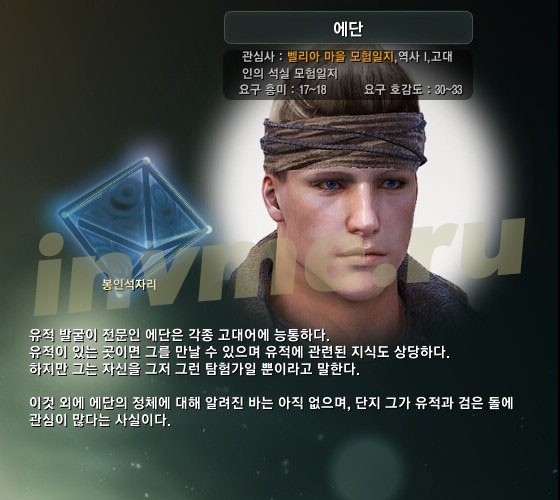 에단
관심사 : 벨리아 마을 모험일지,역사 I,고대
인의 석실 모험일지
요구 흥미 : 17~18 요구 호감도 : 30~33
invme.ru
봉인석자리
유적 발굴이 전문인 에단은 각종 고대어에 능통하다.
유적이 있는 곳이면 그를 만날 수 있으며 유적에 관련된 지식도 상당하다.
하지만 그는 자신을 그저 그런 탐험가일 뿐이라고 말한다.
이것 외에 에단의 정체에 대해 알려진 바는 아직 없으며, 단지 그가 유적과 검은 돌에
관심이 많다는 사실이다.